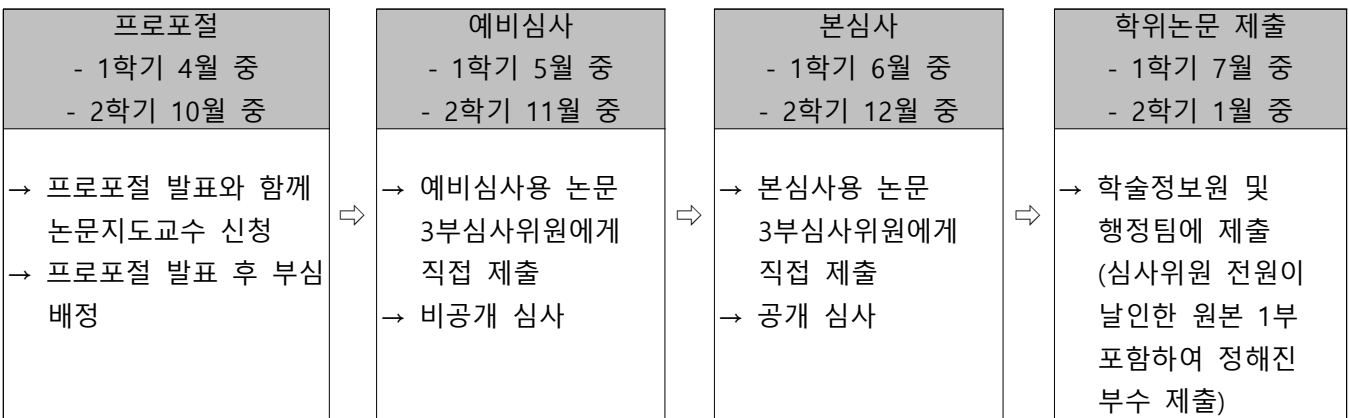 프로포절
- 1학기 4월 중
- 2학기 10월 중
→ 프로포절 발표와 함께
논문지도교수 신청
→ 프로포절 발표 후 부심
배정
⇨
예비심사
- 1학기 5월 중
- 2학기 11월 중
→ 예비심사용 논문
3부심사위원에게
직접 제출
→ 비공개 심사
⇨
본심사
- 1학기 6월 중
- 2학기 12월 중
→ 본심사용 논문
3부심사위원에게
직접 제출
→ 공개 심사
⇨
학위논문 제출
- 1학기 7월 중
- 2학기 1월 중
→ 학술정보원 및
행정팀에 제출
(심사위원 전원이
날인한 원본 1부
포함하여 정해진
부수 제출)